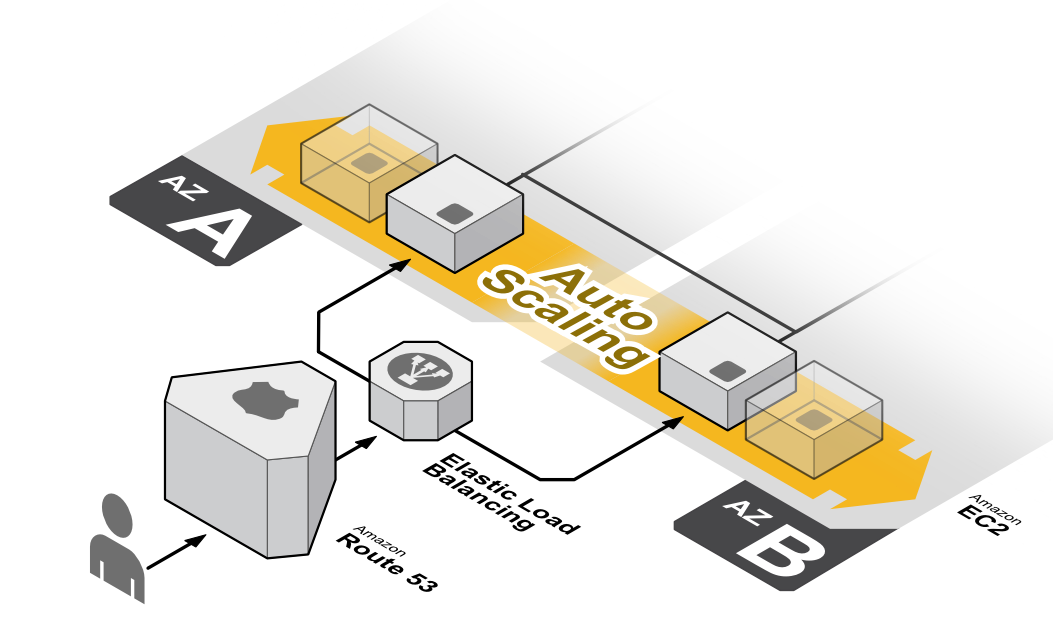 AZ
A
Auto
Scaling
Elastic Load
Balancing
Amazon
Route 53
AZ
B
Amazon
EC2